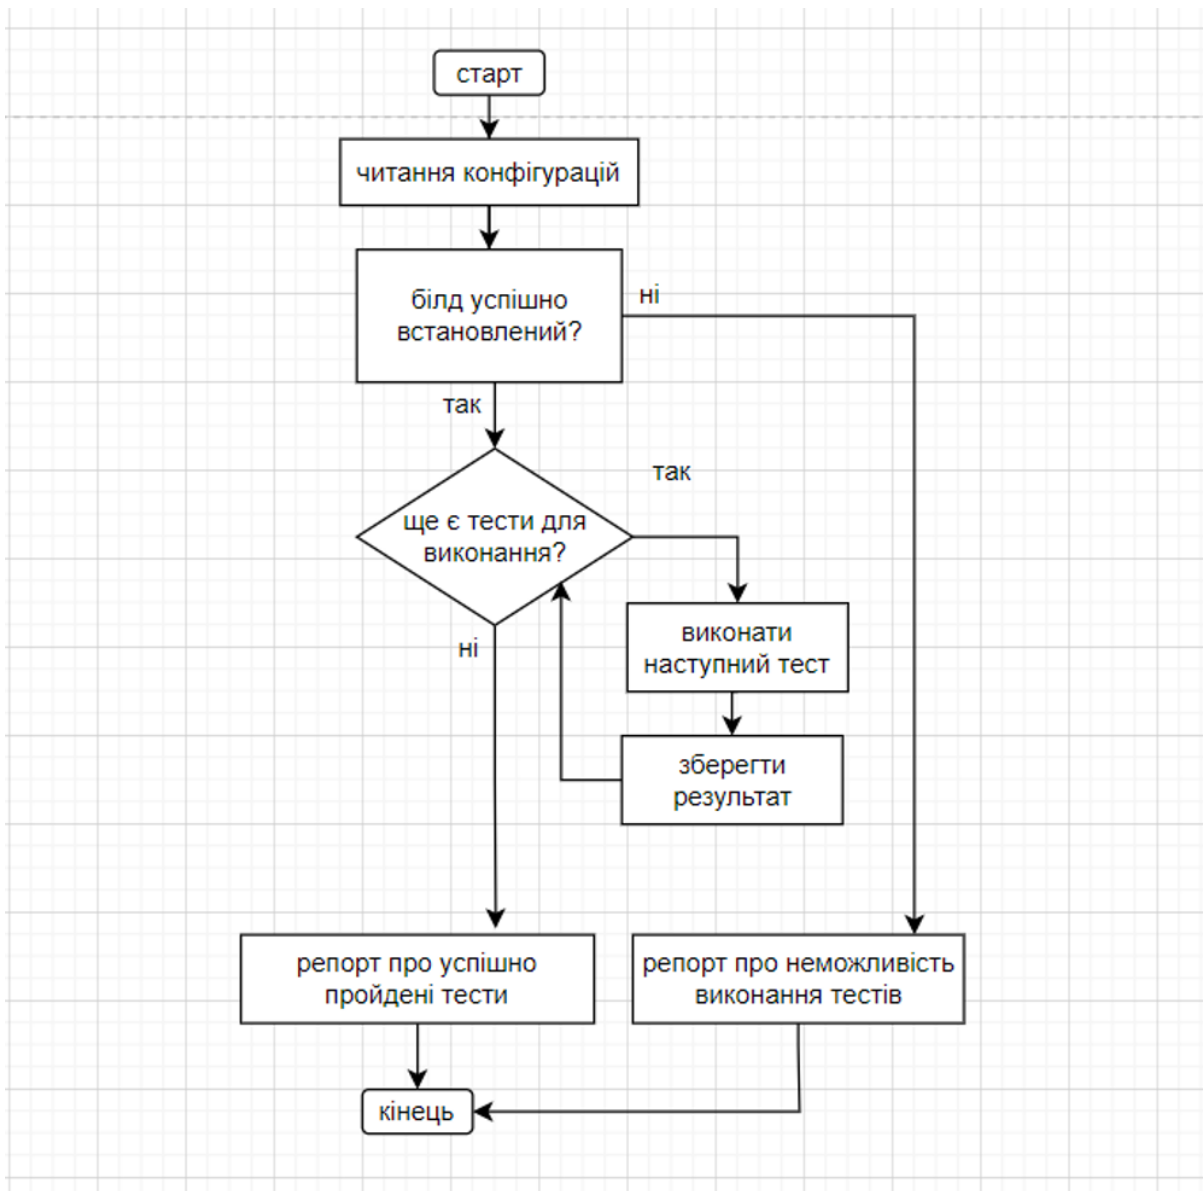 старт
читання конфігурацій
білд успішно
встановлений?
ні
так
так
ще є тести для
виконання?
виконати
наступний тест
ні
зберегти
результат
репорт про успішно
пройдені тести
репорт про неможливість
виконання тестів
кінець